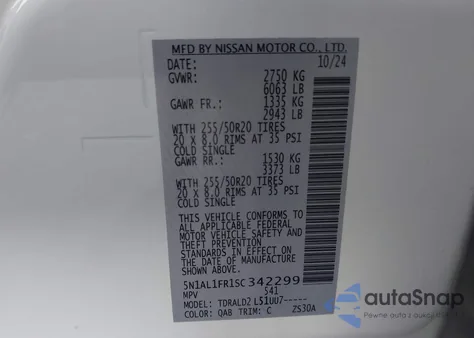 MFD BY NISSAN MOTOR CO., LTD.
DATE: 10/24
GVWR: 2750 KG
6063 LB
GAWR FR.: 1335 KG
2943 LB
WITH 255/50R20 TIRES
20 X 8.0 RIMS AT 35 PSI
COLD SINGLE
GAWR RR.: 1530 KG
3373 LB
WITH 255/50R20 TIRES
20 X 8.0 RIMS AT 35 PSI
COLD SINGLE
THIS VEHICLE CONFORMS TO
ALL APPLICABLE FEDERAL
MOTOR VEHICLE SAFETY AND
THEFT PREVENTION
STANDARDS IN EFFECT ON
THE DATE OF MANUFACTURE
SHOWN ABOVE.
5N1AL1FR1SC342299
MPV S41
MODEL: TDRALD2 LS1UU7-----
COLOR: QAB TRIM: C ZS30A
autoSnap
Pewne auto z